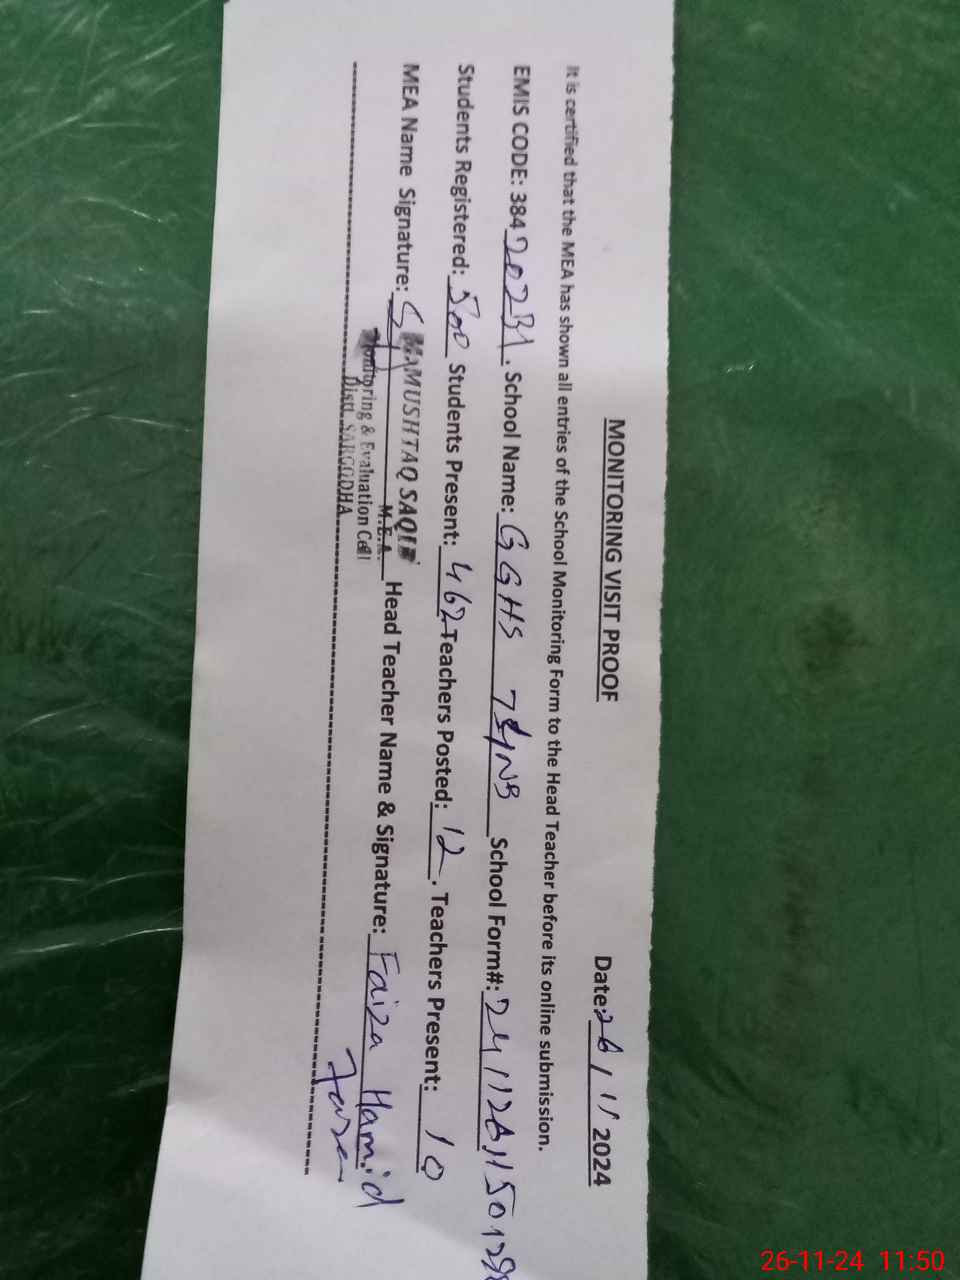 MONITORING VISIT PROOF Date: 26/11/2024
It is certified that the MEA has shown all entries of the School Monitoring Form to the Head Teacher before its online submission.
EMIS CODE: 384 20231. School Name: GGHS 75/NB School Form#:
Students Registered: 500 Students Present: 462 Teachers Posted: 12. Teachers Present: 10
MEA Name Signature: MUSHTAQ SAQIB Head Teacher Name & Signature: Faiza Hamid
M.E.A.
Monitoring & Evaluation Cell
Distt. SARGODHA
26-11-24 11:50